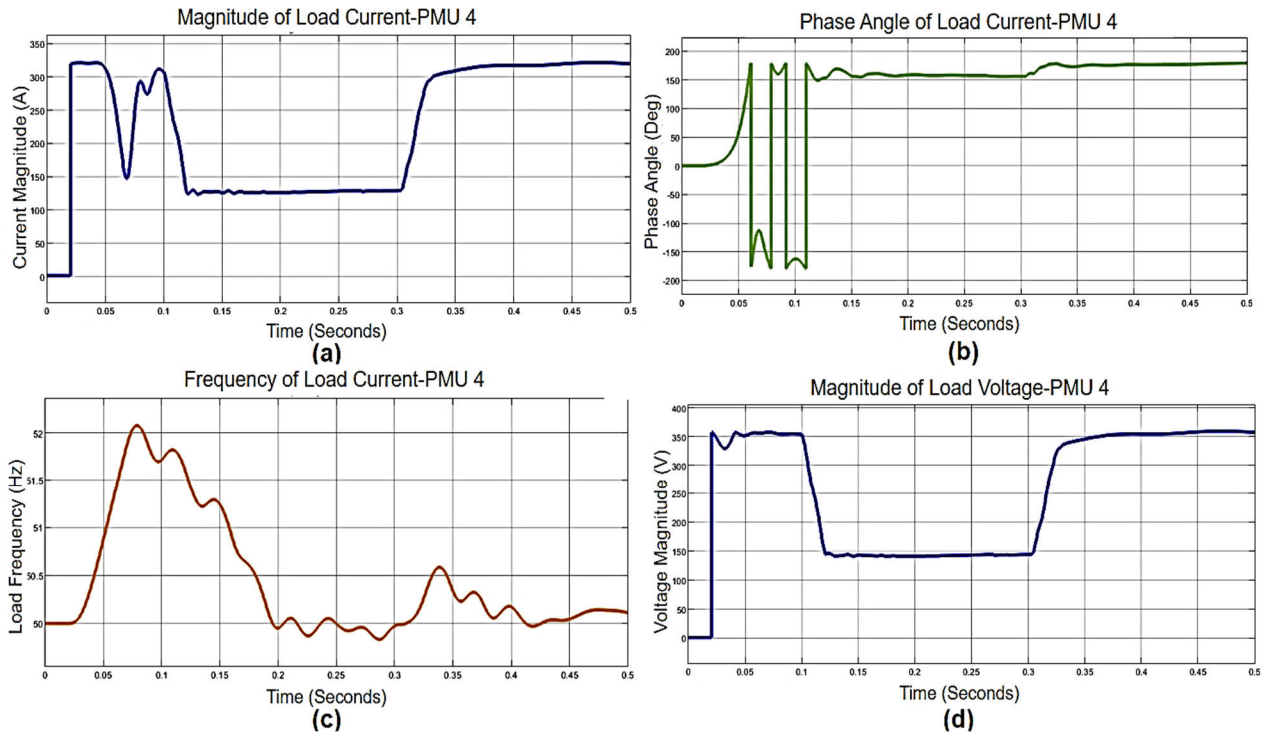 Magnitude of Load Current-PMU 4
Current Magnitude (A)
350
300
250
200
150
100
50
0
0 0.05 0.1 0.15 0.2 0.25 0.3 0.35 0.4 0.45 0.5
Time (Seconds)
(a)
Phase Angle of Load Current-PMU 4
Phase Angle (Deg)
200
150
100
50
0
-50
-100
-150
-200
0 0.05 0.1 0.15 0.2 0.25 0.3 0.35 0.4 0.45 0.5
Time (Seconds)
(b)
Frequency of Load Current-PMU 4
Load Frequency (Hz)
52
51.5
51
50.5
50
0 0.05 0.1 0.15 0.2 0.25 0.3 0.35 0.4 0.45 0.5
Time (Seconds)
(c)
Magnitude of Load Voltage-PMU 4
Voltage Magnitude (V)
400
350
300
250
200
150
100
50
0
0 0.05 0.1 0.15 0.2 0.25 0.3 0.35 0.4 0.45 0.5
Time (Seconds)
(d)